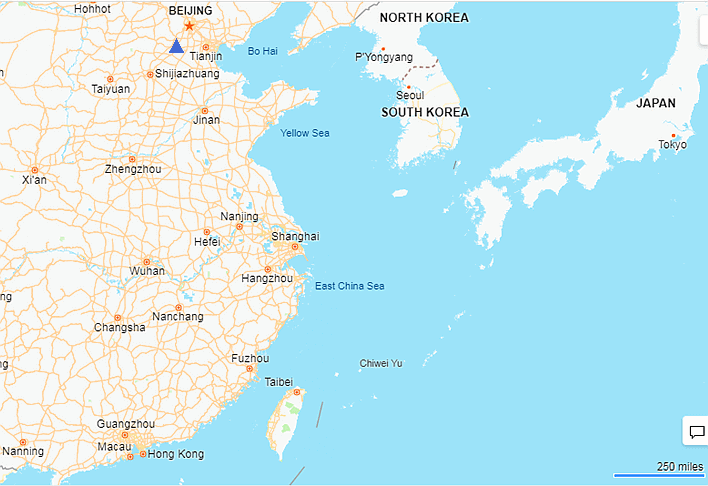 Hohhot
BEIJING
NORTH KOREA
Bo Hai
Tianjin
P'Yongyang
Shijiazhuang
Taiyuan
Seoul
JAPAN
Jinan
SOUTH KOREA
Yellow Sea
Tokyo
Zhengzhou
Xi'an
Nanjing
Shanghai
Hefei
Wuhan
Hangzhou
East China Sea
ng
Nanchang
Changsha
Fuzhou
Chiwei Yu
ng
Taibei
Guangzhou
Macau
Nanning
Hong Kong
250 miles